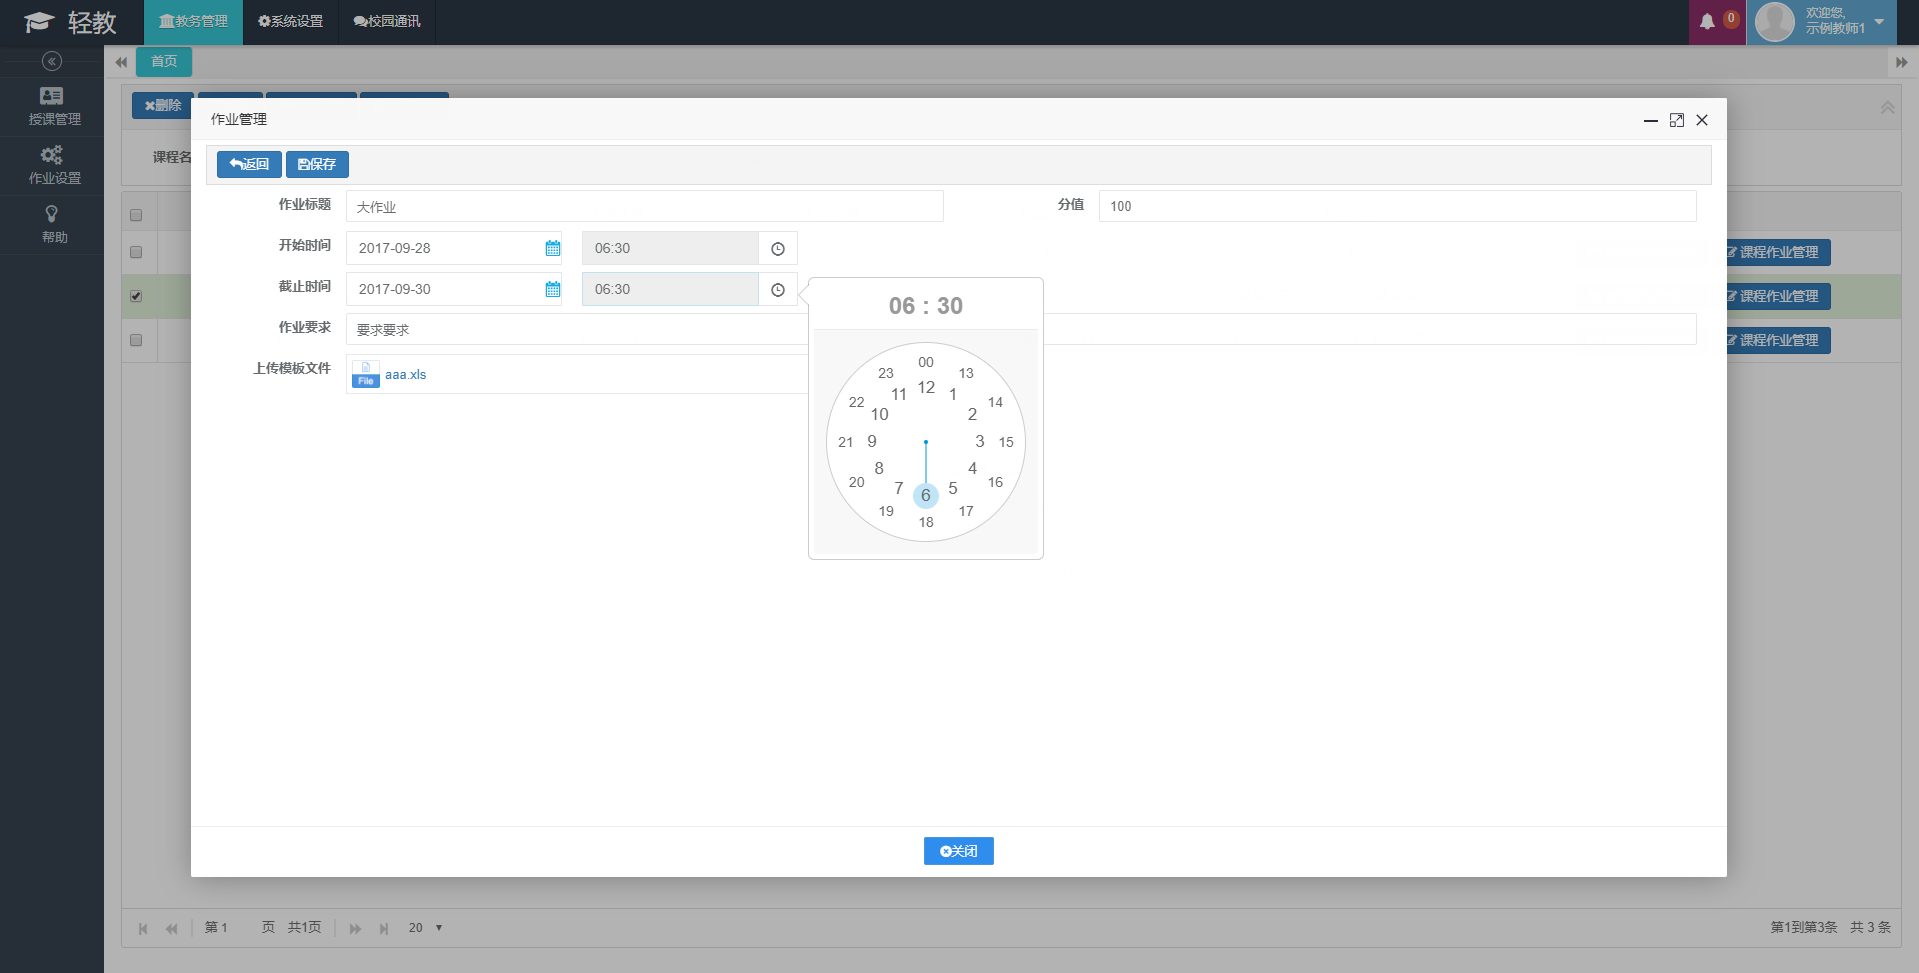 轻教
教务管理
系统设置
校园通讯
0
欢迎您,
示例教师1
首页
授课管理
作业设置
帮助
删除
课程名
课程作业管理
课程作业管理
课程作业管理
作业管理
返回
保存
作业标题
大作业
分值
100
开始时间
2017-09-28
06:30
截止时间
2017-09-30
06:30
作业要求
要求要求
上传模板文件
File
aaa.xls
06 : 30
00
23
13
12
11
1
22
14
10
2
21
9
3
15
8
4
20
16
7
6
5
19
17
18
关闭
第 1 页 共1页
20
第1到第3条 共 3 条